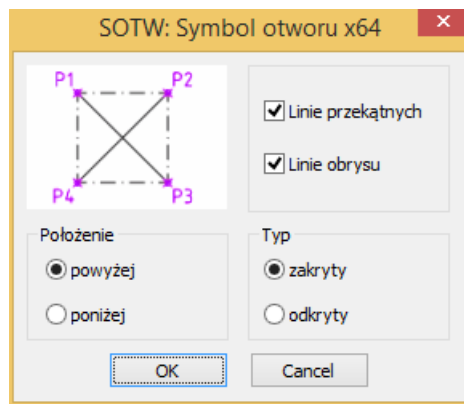 SOTW: Symbol otworu x64
P1 P2
P4 P3
Linie przekątnych
Linie obrysu
Położenie
powyżej
poniżej
Typ
zakryty
odkryty
OK Cancel